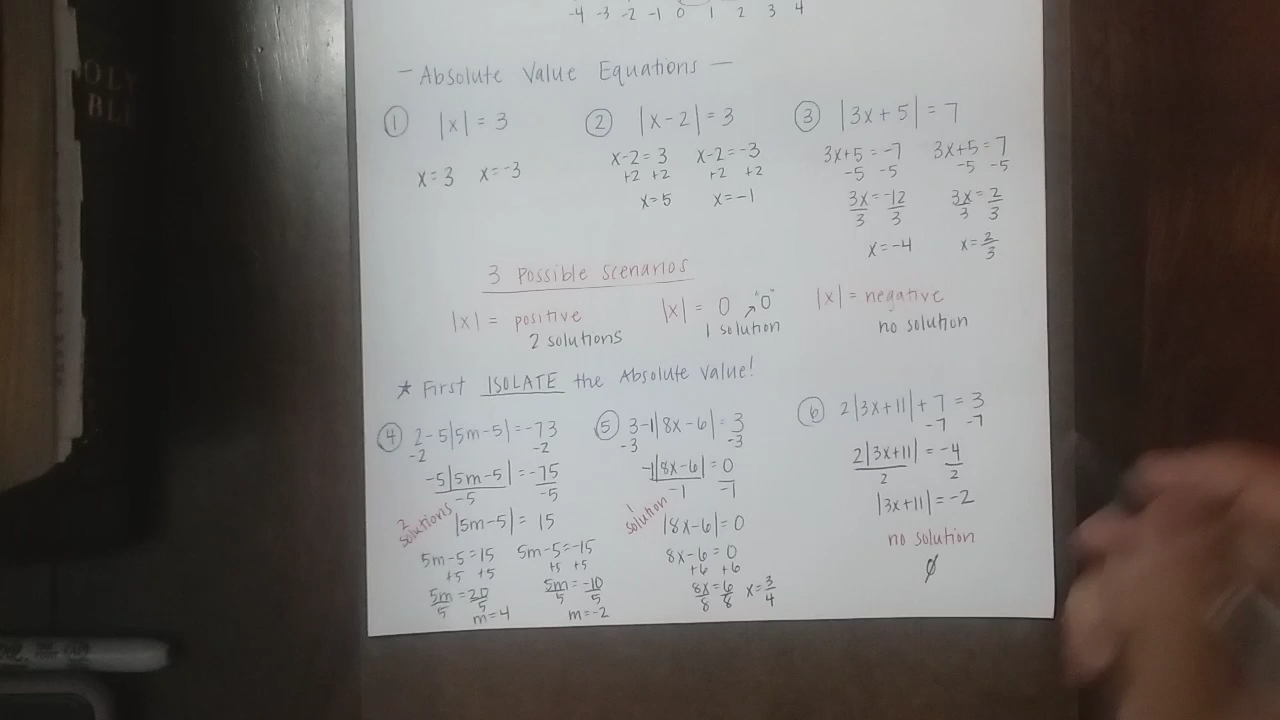 -4 -3 -2 -1 0 1 2 3 4
OLY
BLE
- Absolute Value Equations -
① |x| = 3
x=3 x=-3
② |x-2| = 3
x-2=3 x-2=-3
+2 +2 +2 +2
x=5 x=-1
③ |3x+5| = 7
3x+5=-7 3x+5=7
-5 -5 -5 -5
3x=-12 3x=2
3 3 3 3
x=-4 x=2/3
3 Possible Scenarios
|x| = positive
2 solutions
|x| = 0 ↗"0"
1 solution
|x| = negative
no solution
★ First ISOLATE the Absolute Value!
④ 2-5|5m-5|=-73
-2 -2
-5|5m-5|=-75
-5 -5
2 solutions
|5m-5| = 15
5m-5=15 5m-5=-15
+5 +5 +5 +5
5m=20 5m=-10
5 5 5 5
m=4 m=-2
⑤ 3-1|8x-6|=3
-3 -3
-1|8x-6|=0
-1 -1
1 solution
|8x-6|=0
8x-6=0
+6 +6
8x=6 x=3/4
8 8
⑥ 2|3x+11|+7=3
-7 -7
2|3x+11|=-4
2 2
|3x+11|=-2
no solution
∅